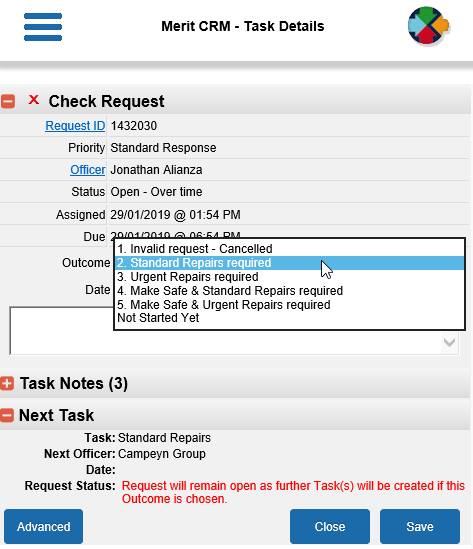 Merit CRM - Task Details
X Check Request
Request ID 1432030
Priority Standard Response
Officer Jonathan Alianza
Status Open - Over time
Assigned 29/01/2019 @ 01:54 PM
Due 29/01/2019 @ 06:54 PM
Outcome
1. Invalid request - Cancelled
2. Standard Repairs required
3. Urgent Repairs required
4. Make Safe & Standard Repairs required
5. Make Safe & Urgent Repairs required
Not Started Yet
Date
Task Notes (3)
Next Task
Task: Standard Repairs
Next Officer: Campeyn Group
Date:
Request Status: Request will remain open as further Task(s) will be created if this
Outcome is chosen.
Advanced Close Save